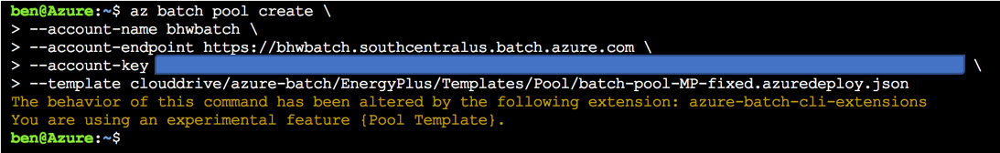 ben@Azure:~$ az batch pool create \
> --account-name bhwbatch \
> --account-endpoint https://bhwbatch.southcentralus.batch.azure.com \
> --account-key \
> --template clouddrive/azure-batch/EnergyPlus/Templates/Pool/batch-pool-MP-fixed.azuredeploy.json
The behavior of this command has been altered by the following extension: azure-batch-cli-extensions
You are using an experimental feature {Pool Template}.
ben@Azure:~$